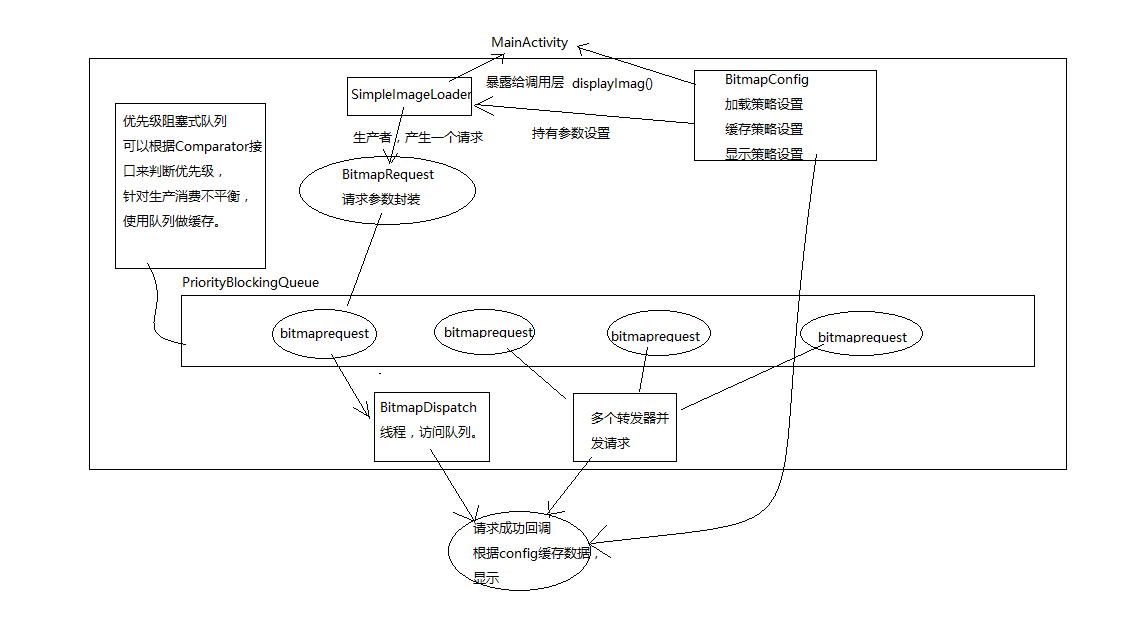 MainActivity
SimpleImageLoader
暴露给调用层 displayImag()
BitmapConfig
加载策略设置
缓存策略设置
显示策略设置
持有参数设置
生产者，产生一个请求
优先级阻塞式队列
可以根据Comparator接
口来判断优先级，
针对生产消费不平衡，
使用队列做缓存。
BitmapRequest
请求参数封装
PriorityBlockingQueue
bitmaprequest
bitmaprequest
bitmaprequest
bitmaprequest
BitmapDispatch
线程，访问队列。
多个转发器并
发请求
请求成功回调
根据config缓存数据，
显示